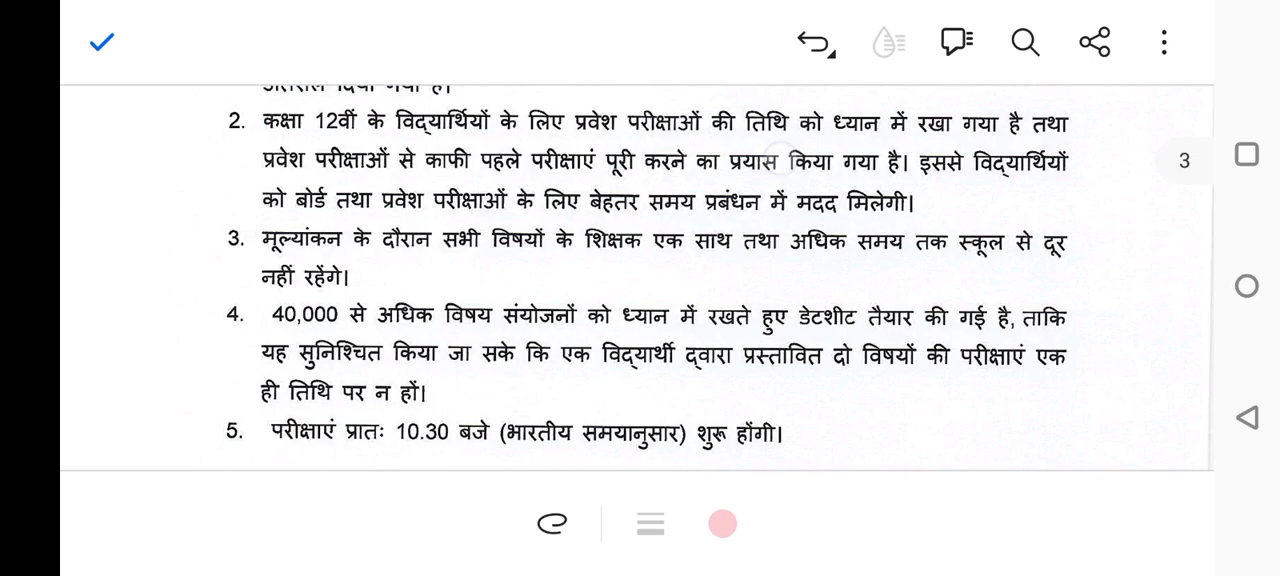 2. कक्षा 12वीं के विद्यार्थियों के लिए प्रवेश परीक्षाओं की तिथि को ध्यान में रखा गया है तथा
प्रवेश परीक्षाओं से काफी पहले परीक्षाएं पूरी करने का प्रयास किया गया है। इससे विद्यार्थियों
को बोर्ड तथा प्रवेश परीक्षाओं के लिए बेहतर समय प्रबंधन में मदद मिलेगी।
3
3. मूल्यांकन के दौरान सभी विषयों के शिक्षक एक साथ तथा अधिक समय तक स्कूल से दूर
नहीं रहेंगे।
4. 40,000 से अधिक विषय संयोजनों को ध्यान में रखते हुए डेटशीट तैयार की गई है, ताकि
यह सुनिश्चित किया जा सके कि एक विद्यार्थी द्वारा प्रस्तावित दो विषयों की परीक्षाएं एक
ही तिथि पर न हों।
5. परीक्षाएं प्रातः 10.30 बजे (भारतीय समयानुसार) शुरू होंगी।